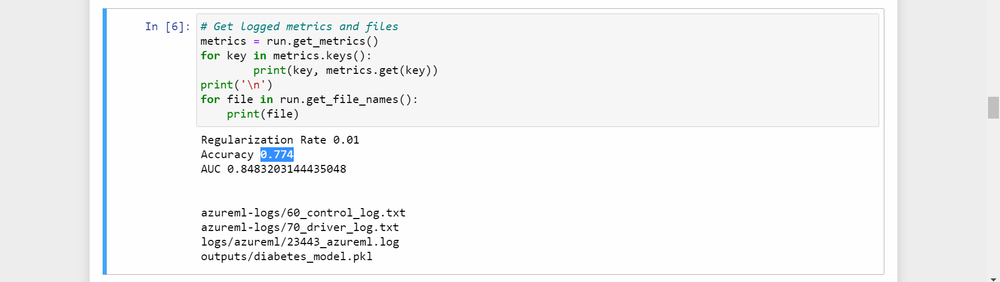 In [6]:
# Get logged metrics and files
metrics = run.get_metrics()
for key in metrics.keys():
        print(key, metrics.get(key))
print('\n')
for file in run.get_file_names():
    print(file)
Regularization Rate 0.01
Accuracy 0.774
AUC 0.8483203144435048
azureml-logs/60_control_log.txt
azureml-logs/70_driver_log.txt
logs/azureml/23443_azureml.log
outputs/diabetes_model.pkl